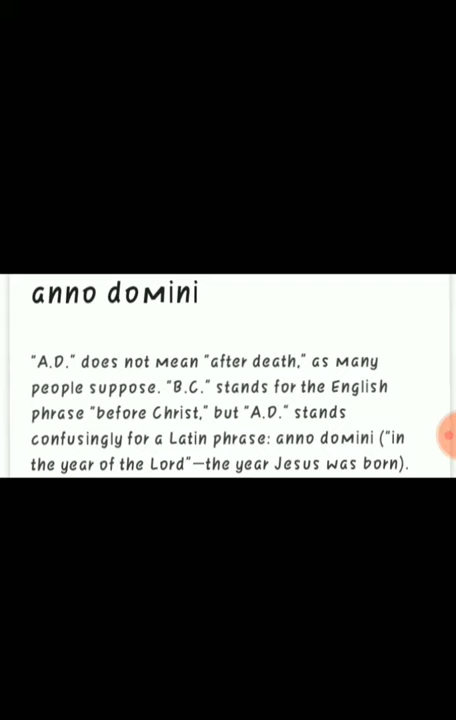 anno domini
"A.D." does not mean "after death," as many
people suppose. "B.C." stands for the English
phrase "before Christ," but "A.D." stands
confusingly for a Latin phrase: anno domini ("in
the year of the Lord"—the year Jesus was born).